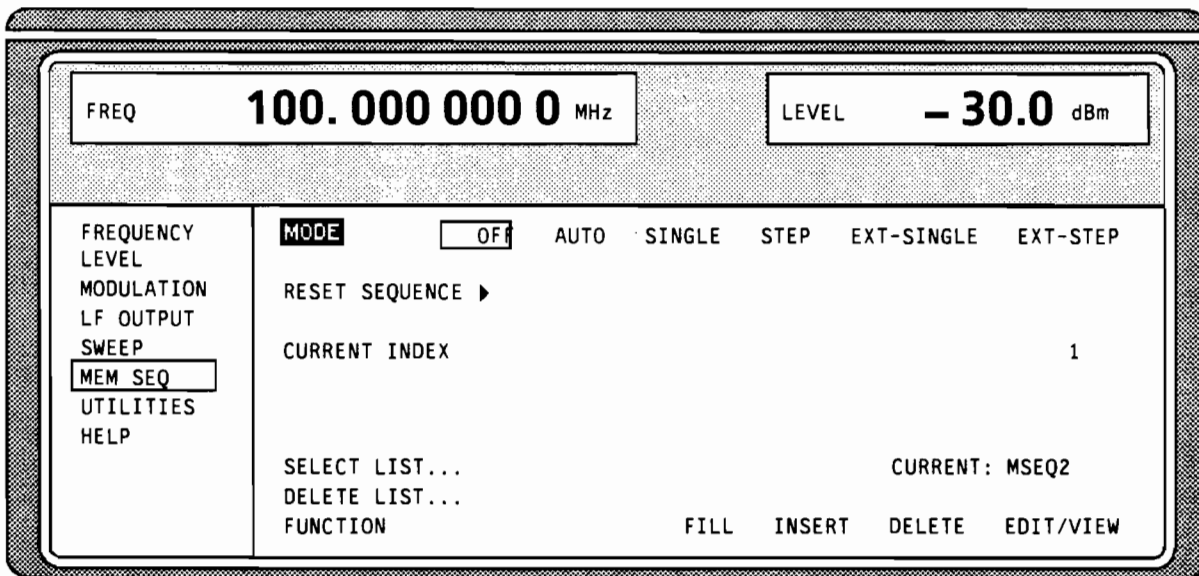 FREQ 100. 000 000 0 MHz LEVEL – 30.0 dBm
FREQUENCY
LEVEL
MODULATION
LF OUTPUT
SWEEP
MEM SEQ
UTILITIES
HELP
MODE OFF AUTO SINGLE STEP EXT-SINGLE EXT-STEP
RESET SEQUENCE ▶
CURRENT INDEX 1
SELECT LIST... CURRENT: MSEQ2
DELETE LIST...
FUNCTION FILL INSERT DELETE EDIT/VIEW